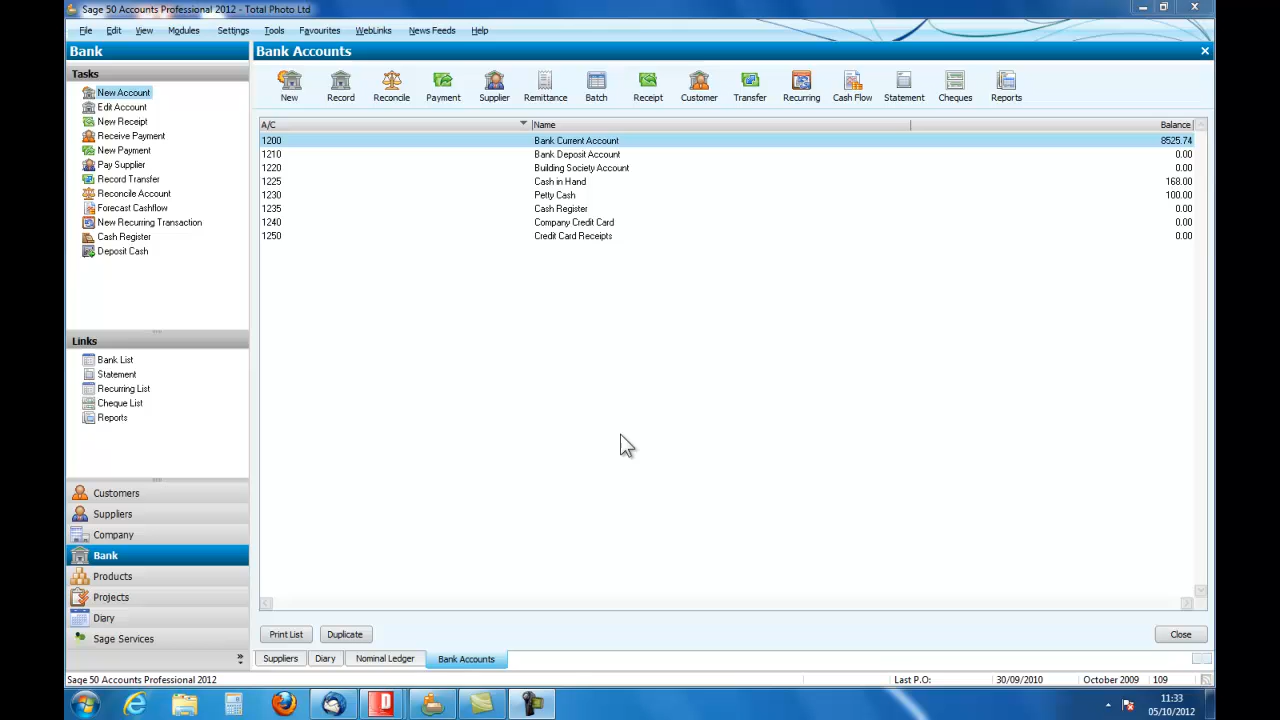 Sage 50 Accounts Professional 2012 - Total Photo Ltd
File Edit View Modules Settings Tools Favourites WebLinks News Feeds Help
Bank
Bank Accounts
Tasks
New Account
Edit Account
New Receipt
Receive Payment
New Payment
Pay Supplier
Record Transfer
Reconcile Account
Forecast Cashflow
New Recurring Transaction
Cash Register
Deposit Cash
Links
Bank List
Statement
Recurring List
Cheque List
Reports
Customers
Suppliers
Company
Bank
Products
Projects
Diary
Sage Services
New Record Reconcile Payment Supplier Remittance Batch Receipt Customer Transfer Recurring Cash Flow Statement Cheques Reports
A/C Name Balance
1200 Bank Current Account 8525.74
1210 Bank Deposit Account 0.00
1220 Building Society Account 0.00
1225 Cash in Hand 168.00
1230 Petty Cash 100.00
1235 Cash Register 0.00
1240 Company Credit Card 0.00
1250 Credit Card Receipts 0.00
Print List Duplicate Close
Suppliers Diary Nominal Ledger Bank Accounts
Sage 50 Accounts Professional 2012 Last P.O: 30/09/2010 October 2009 109
11:33
05/10/2012